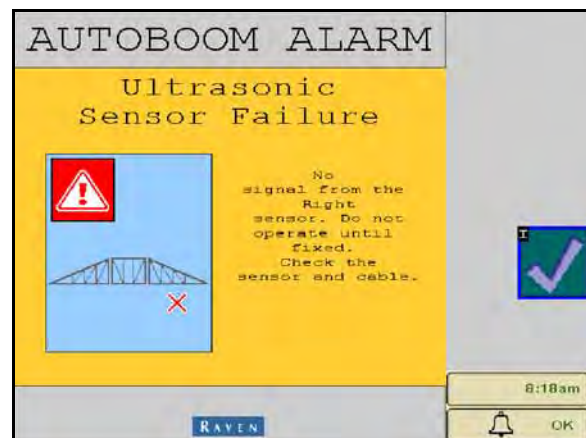 AUTOBOOM ALARM
Ultrasonic
Sensor Failure
No
signal from the
Right
sensor. Do not
operate until
fixed.
Check the
sensor and cable.
I
8:18am
RAVEN
OK